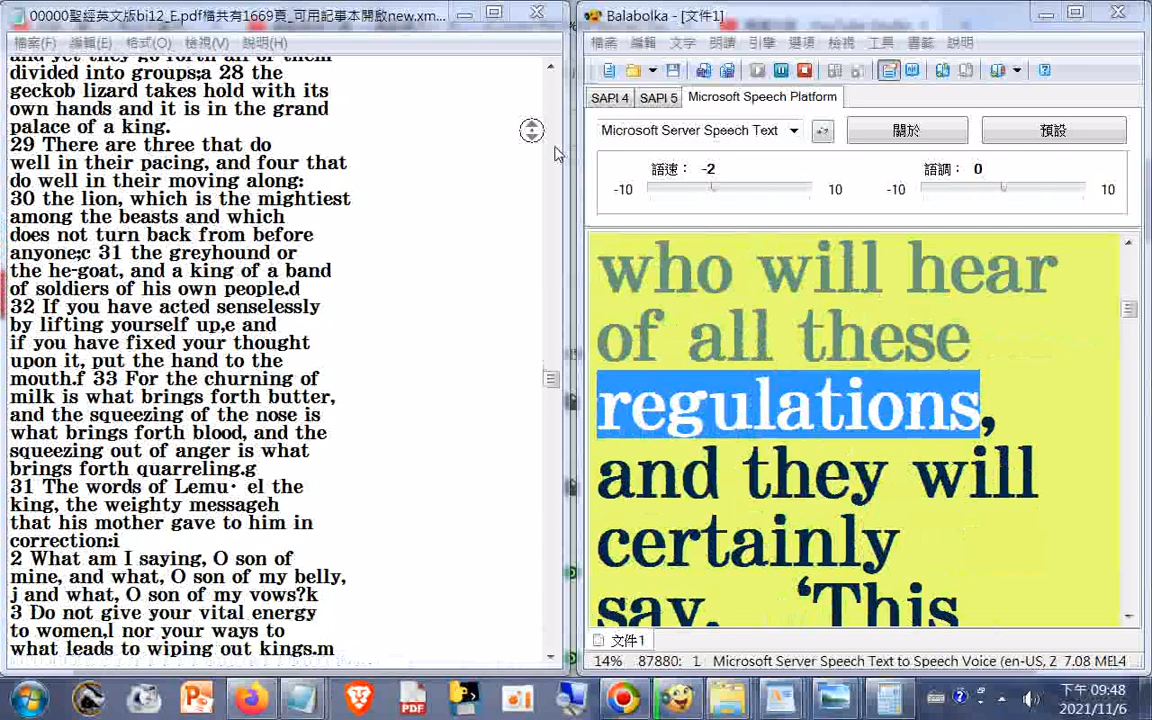 00000聖經英文版bi12_E.pdf檔共有1669頁_可用記事本開啟new.xm...
檔案(F) 編輯(E) 格式(O) 檢視(V) 說明(H)
and yet they go forth all of them
divided into groups;a 28 the
geckob lizard takes hold with its
own hands and it is in the grand
palace of a king.
29 There are three that do
well in their pacing, and four that
do well in their moving along:
30 the lion, which is the mightiest
among the beasts and which
does not turn back from before
anyone;c 31 the greyhound or
the he-goat, and a king of a band
of soldiers of his own people.d
32 If you have acted senselessly
by lifting yourself up,e and
if you have fixed your thought
upon it, put the hand to the
mouth.f 33 For the churning of
milk is what brings forth butter,
and the squeezing of the nose is
what brings forth blood, and the
squeezing out of anger is what
brings forth quarreling.g
31 The words of Lemu· el the
king, the weighty messageh
that his mother gave to him in
correction:i
2 What am I saying, O son of
mine, and what, O son of my belly,
j and what, O son of my vows?k
3 Do not give your vital energy
to women,l nor your ways to
what leads to wiping out kings.m
Balabolka - [文件1]
檔案 編輯 文字 朗讀 引擎 選項 檢視 工具 書籤 說明
SAPI 4 SAPI 5 Microsoft Speech Platform
Microsoft Server Speech Text 關於 預設
語速： -2 語調： 0
-10 10 -10 10
who will hear
of all these
regulations,
and they will
certainly
say, ‘This
文件1
14% 87880: 1 Microsoft Server Speech Text to Speech Voice (en-US, 2 7.08 MEL4
PDF
下午 09:48
2021/11/6